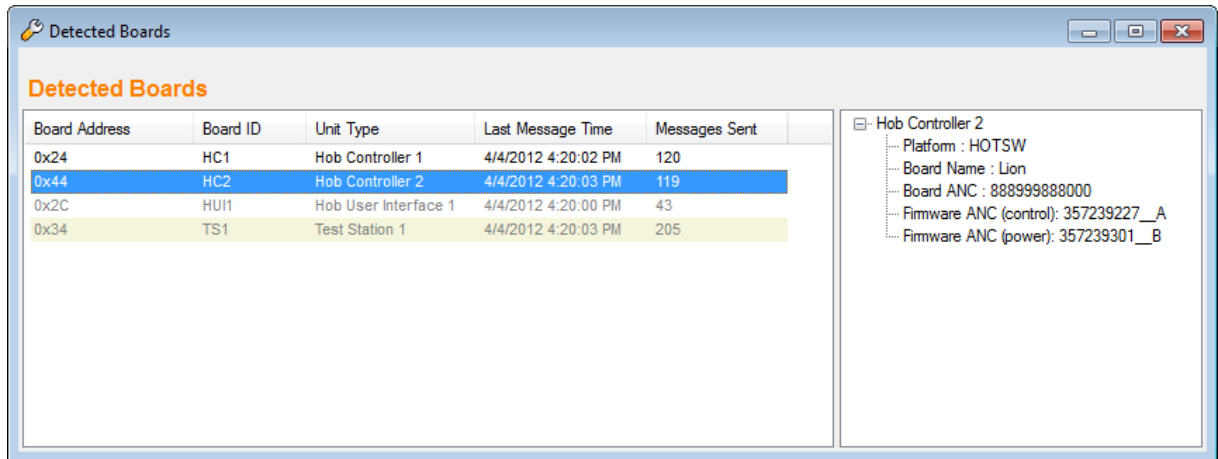 Detected Boards
Detected Boards
Board Address Board ID Unit Type Last Message Time Messages Sent
0x24 HC1 Hob Controller 1 4/4/2012 4:20:02 PM 120
0x44 HC2 Hob Controller 2 4/4/2012 4:20:03 PM 119
0x2C HUI1 Hob User Interface 1 4/4/2012 4:20:00 PM 43
0x34 TS1 Test Station 1 4/4/2012 4:20:03 PM 205
Hob Controller 2
Platform : HOTSW
Board Name : Lion
Board ANC : 888999888000
Firmware ANC (control): 357239227__A
Firmware ANC (power): 357239301__B